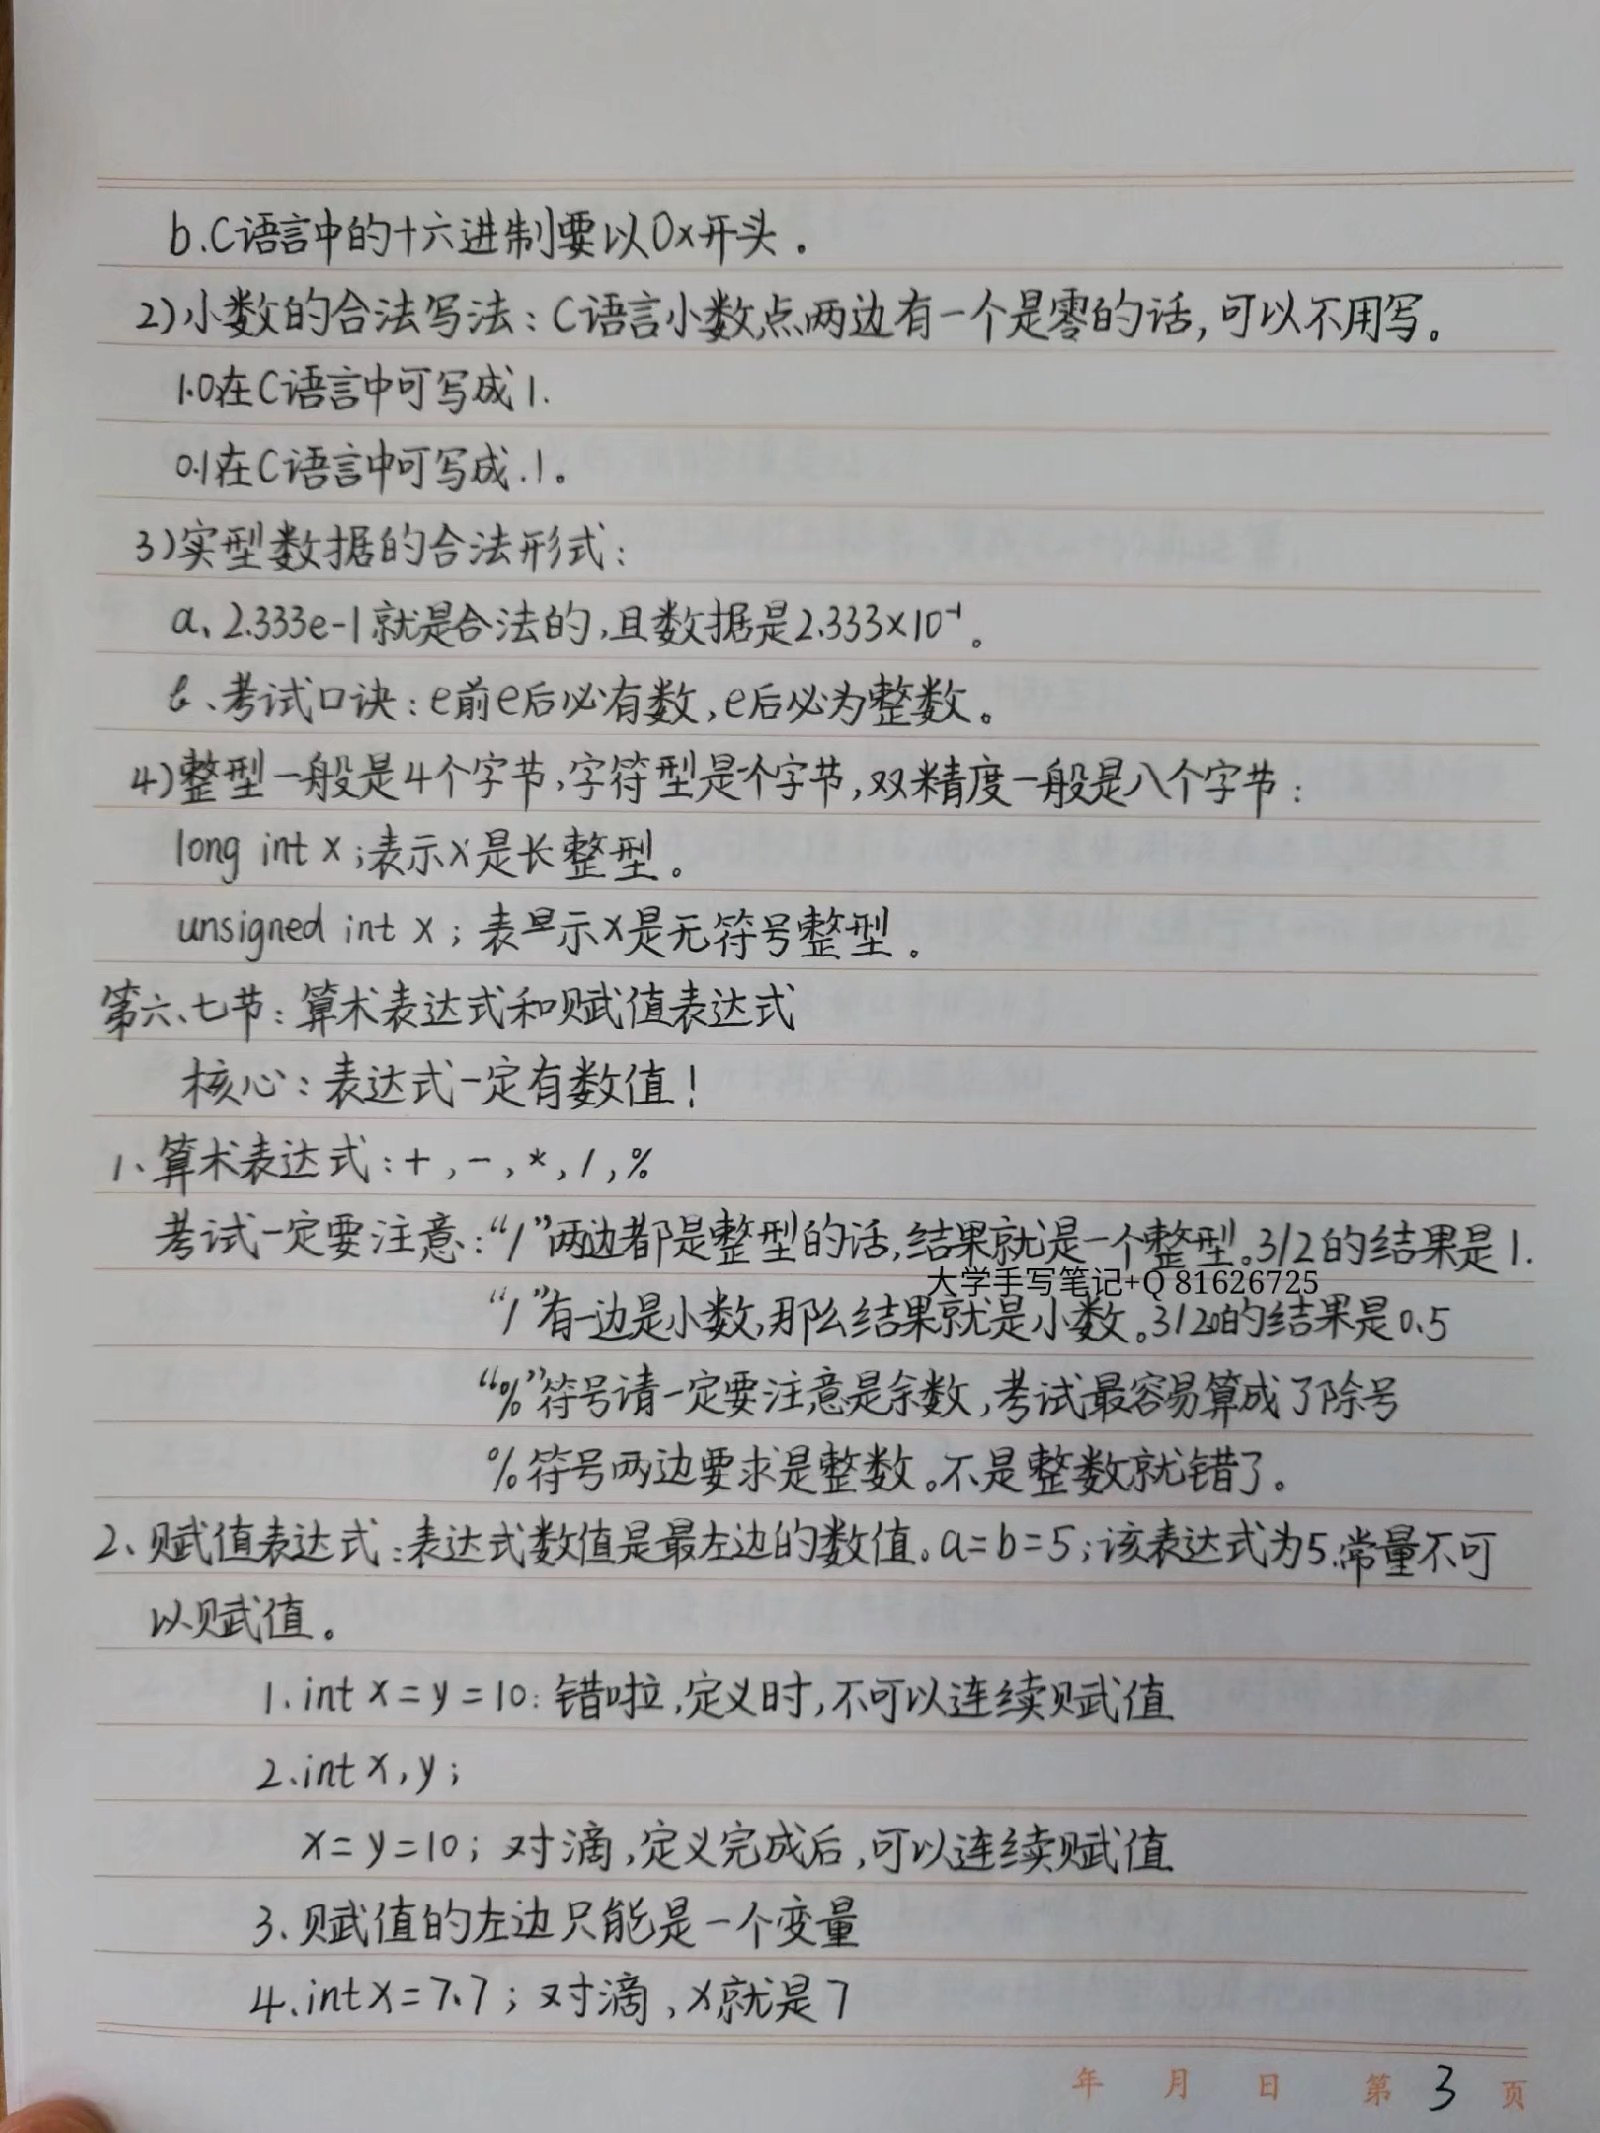 b.C语言中的十六进制要以0x开头。
2)小数的合法写法:C语言小数点两边有一个是零的话,可以不用写。
1.0在C语言中可写成1.
0.1在C语言中可写成.1。
3)实型数据的合法形式:
a、2.333e-1就是合法的,且数据是2.333×10⁻¹。
b、考试口诀:e前e后必有数,e后必为整数。
4)整型一般是4个字节,字符型是一个字节,双精度一般是八个字节:
long int x;表示x是长整型。
unsigned int x; 表示x是无符号整型。
第六、七节:算术表达式和赋值表达式
核心:表达式一定有数值!
1、算术表达式:+,-,*,/,%
考试一定要注意:“/”两边都是整型的话,结果就是一个整型。3/2的结果是1.
大学手写笔记+Q 81626725
“/”有一边是小数,那么结果就是小数。3/2.0的结果是0.5
“%”符号请一定要注意是余数,考试最容易算成了除号
%符号两边要求是整数。不是整数就错了。
2、赋值表达式:表达式数值是最左边的数值。a=b=5;该表达式为5.常量不可
以赋值。
1.int x=y=10:错啦,定义时,不可以连续赋值
2.int x,y;
x=y=10; 对滴,定义完成后,可以连续赋值
3、赋值的左边只能是一个变量
4.int x=7.7; 对滴,x就是7
年 月 日 第 3 页